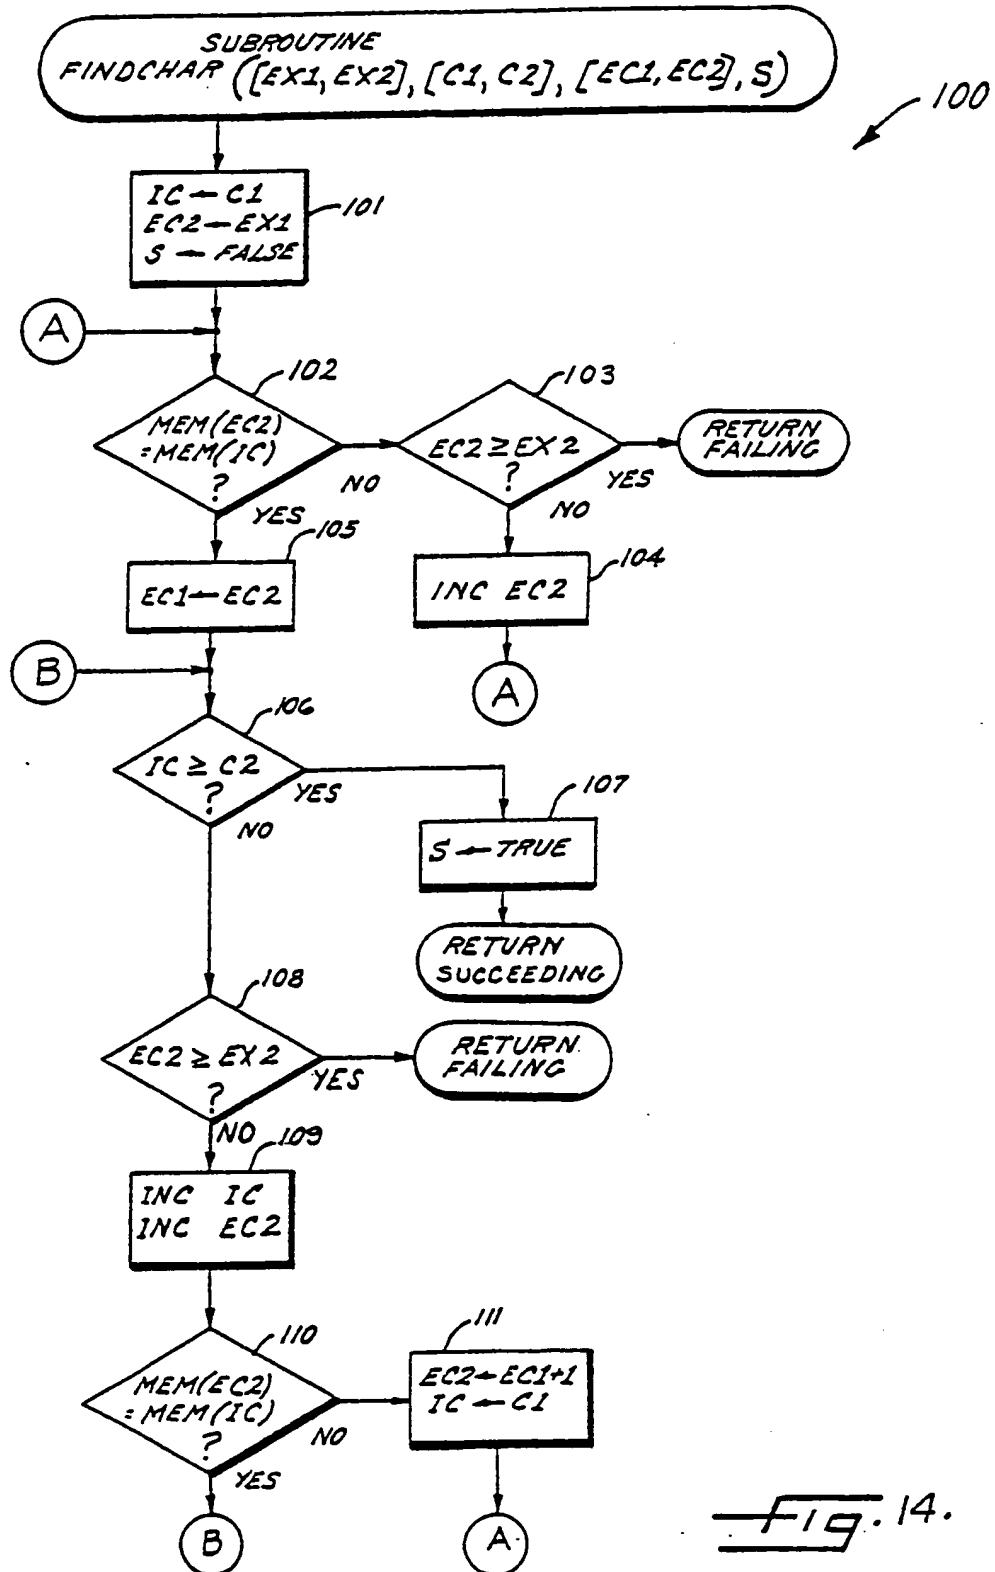 SUBROUTINE
FINDCHAR ([EX1, EX2], [C1, C2], [EC1, EC2], S)
100
IC ← C1
EC2 ← EX1
S ← FALSE
101
A
102
MEM(EC2)
= MEM(IC)
?
NO
YES
103
EC2 ≥ EX2
?
YES
NO
RETURN
FAILING
105
EC1 ← EC2
104
INC EC2
A
B
106
IC ≥ C2
?
YES
NO
107
S ← TRUE
RETURN
SUCCEEDING
108
EC2 ≥ EX2
?
YES
NO
RETURN
FAILING
109
INC IC
INC EC2
110
MEM(EC2)
= MEM(IC)
?
NO
YES
111
EC2 ← EC1+1
IC ← C1
B
A
Fig. 14.